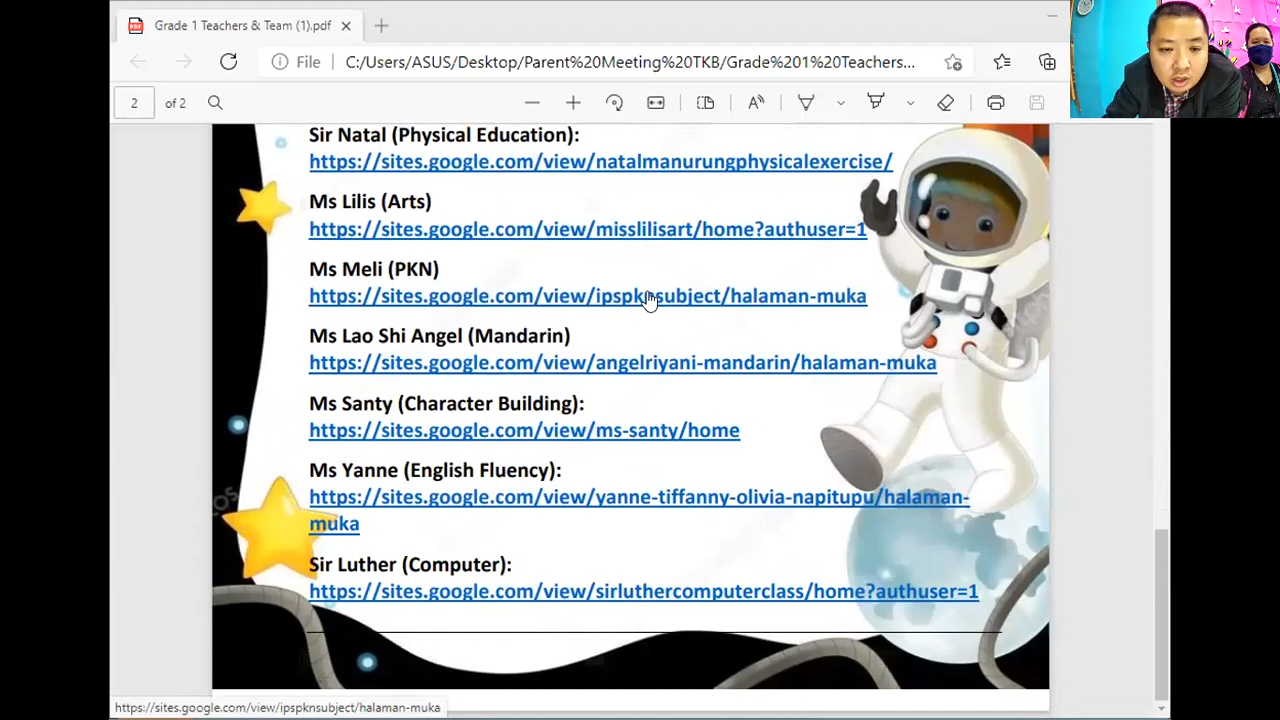 Grade 1 Teachers & Team (1).pdf
File
C:/Users/ASUS/Desktop/Parent%20Meeting%20TKB/Grade%201%20Teachers...
2
of 2
Sir Natal (Physical Education):
https://sites.google.com/view/natalmanurungphysicalexercise/
Ms Lilis (Arts)
https://sites.google.com/view/misslilisart/home?authuser=1
Ms Meli (PKN)
https://sites.google.com/view/ipspknsubject/halaman-muka
Ms Lao Shi Angel (Mandarin)
https://sites.google.com/view/angelriyani-mandarin/halaman-muka
Ms Santy (Character Building):
https://sites.google.com/view/ms-santy/home
Ms Yanne (English Fluency):
https://sites.google.com/view/yanne-tiffanny-olivia-napitupu/halaman-
muka
Sir Luther (Computer):
https://sites.google.com/view/sirluthercomputerclass/home?authuser=1
https://sites.google.com/view/ipspknsubject/halaman-muka